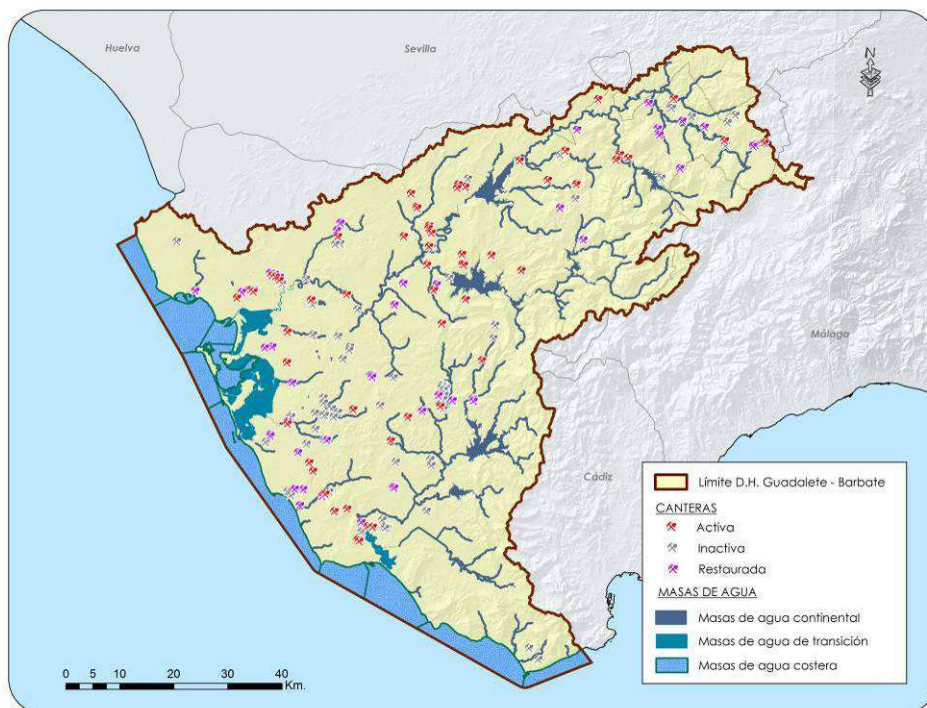 Huelva
Sevilla
N
Málaga
Cádiz
Límite D.H. Guadalete - Barbate
CANTERAS
Activa
Inactiva
Restaurada
MASAS DE AGUA
Masas de agua continental
Masas de agua de transición
Masas de agua costera
0 5 10 20 30 40
Km.